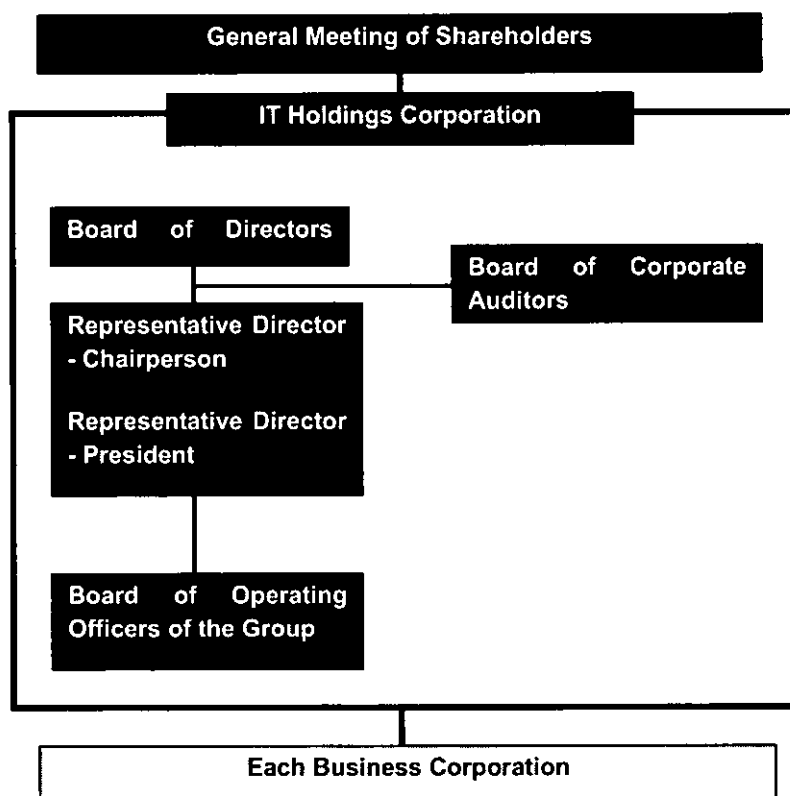 General Meeting of Shareholders
IT Holdings Corporation
Board of Directors
Board of Corporate
Auditors
Representative Director
- Chairperson
Representative Director
- President
Board of Operating
Officers of the Group
Each Business Corporation